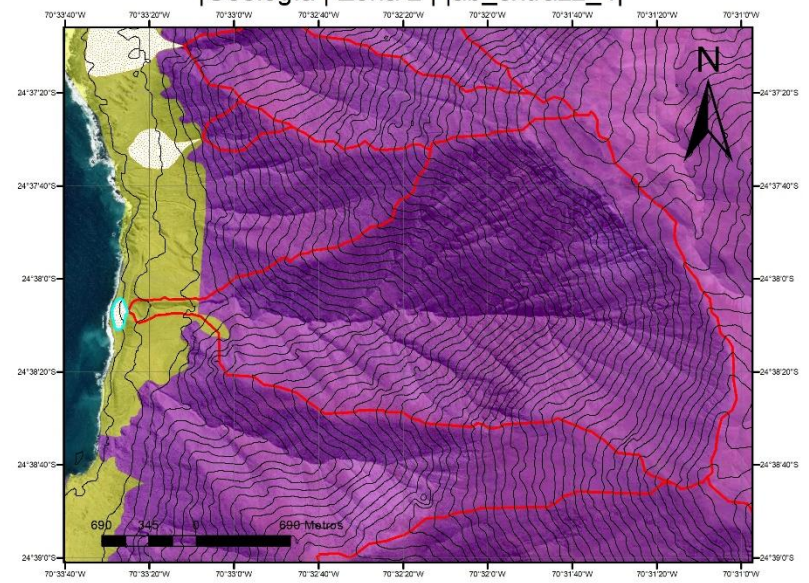 |Geología | Zona
70°33'40"W 70°33'20"W 70°33'0"W 70°32'40"W 70°32'20"W 70°32'0"W 70°31'40"W 70°31'20"W 70°31'0"W
N
24°37'20"S 24°37'20"S
24°37'40"S 24°37'40"S
24°38'0"S 24°38'0"S
24°38'20"S 24°38'20"S
24°38'40"S 24°38'40"S
690 345 0 690 Metros
24°39'0"S 24°39'0"S
70°33'40"W 70°33'20"W 70°33'0"W 70°32'40"W 70°32'20"W 70°32'0"W 70°31'40"W 70°31'20"W 70°31'0"W